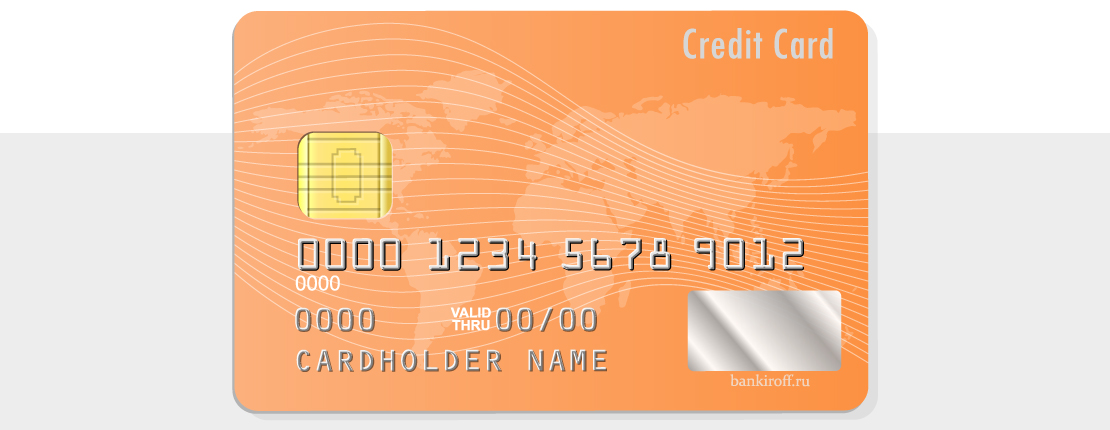 Credit Card
0000 1234 5678 9012
0000
0000 VALID THRU 00/00
CARDHOLDER NAME
bankiroff.ru